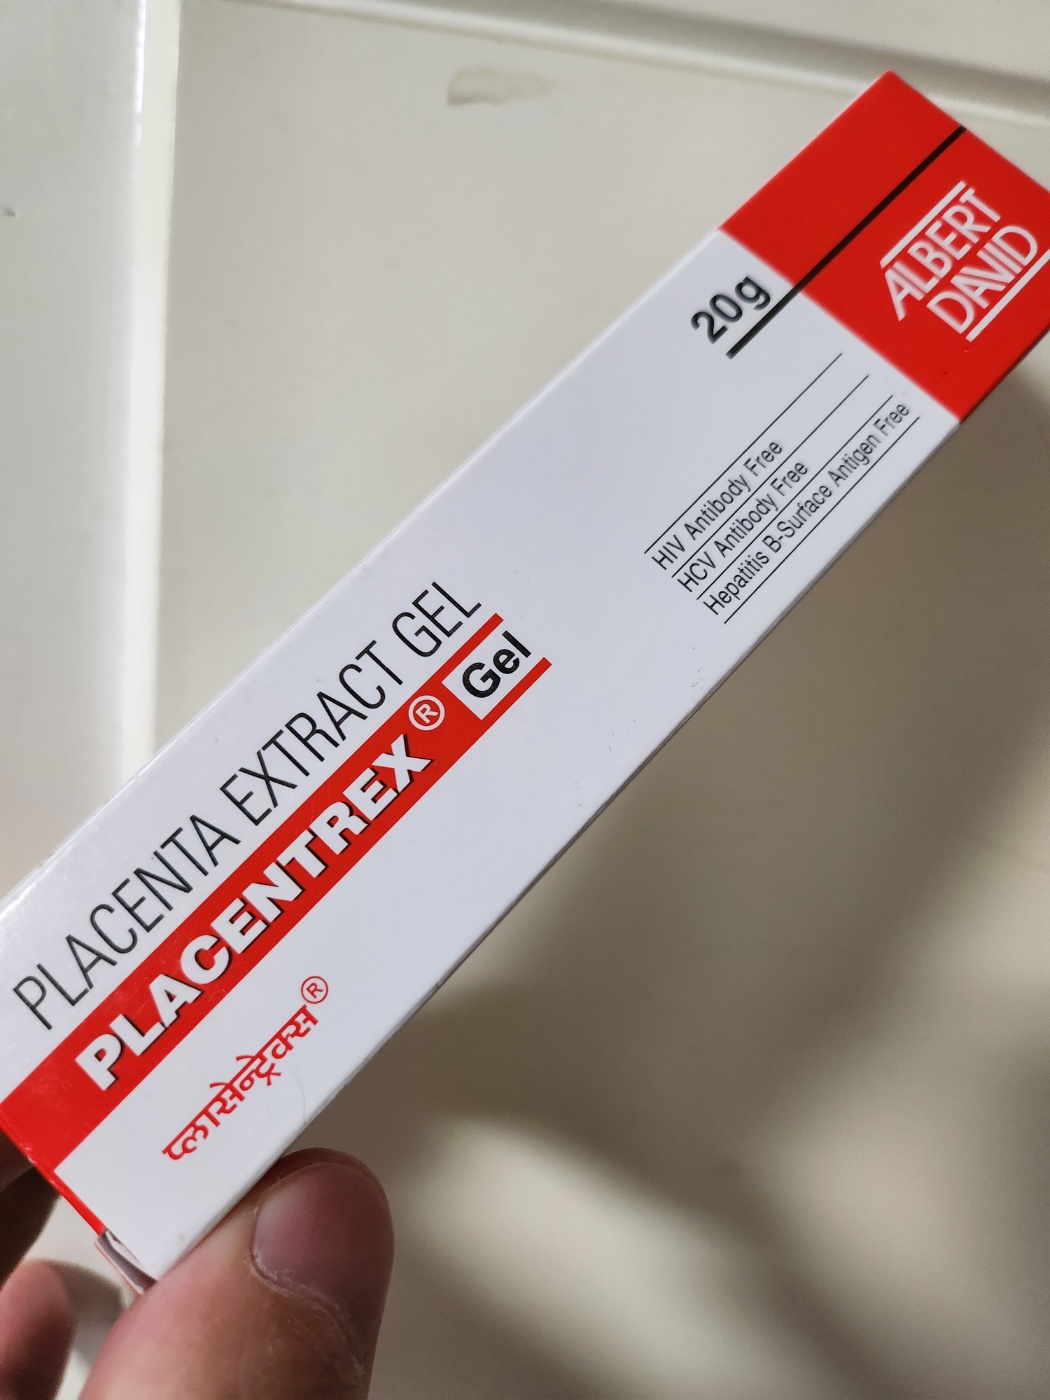 PLACENTA EXTRACT GEL
PLACENTREX® Gel
प्लासेन्ट्रेक्स®
20g
HIV Antibody Free
HCV Antibody Free
Hepatitis B-Surface Antigen Free
ALBERT
DAVID